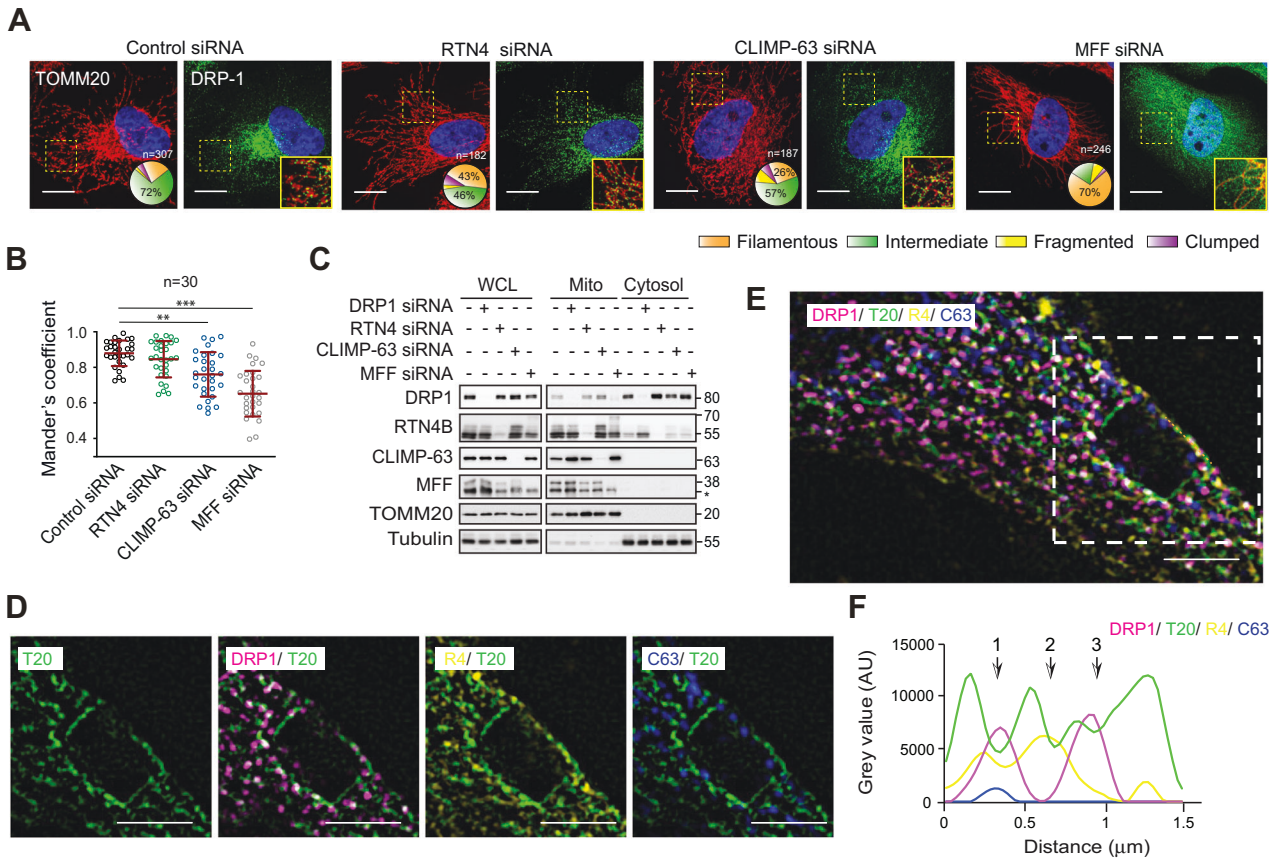 A
Control siRNA
RTN4 siRNA
CLIMP-63 siRNA
MFF siRNA
TOMM20
DRP-1
n=307
72%
n=182
43%
46%
n=187
26%
57%
n=246
70%
Filamentous
Intermediate
Fragmented
Clumped
B
n=30
***
**
Mander's coefficient
1.0
0.8
0.6
0.4
Control siRNA
RTN4 siRNA
CLIMP-63 siRNA
MFF siRNA
C
WCL Mito Cytosol
DRP1 siRNA - + - - - - + - - - - + - - -
RTN4 siRNA - - + - - - - + - - - - + - -
CLIMP-63 siRNA - - - + - - - - + - - - - + -
MFF siRNA - - - - + - - - - + - - - - +
DRP1
80
RTN4B
70
55
CLIMP-63
63
MFF
38
*
TOMM20
20
Tubulin
55
D
T20
DRP1/ T20
R4/ T20
C63/ T20
E
DRP1/ T20/ R4/ C63
F
DRP1/ T20/ R4/ C63
Grey value (AU)
15000
10000
5000
0
1
2
3
0
0.5
1
1.5
Distance (µm)